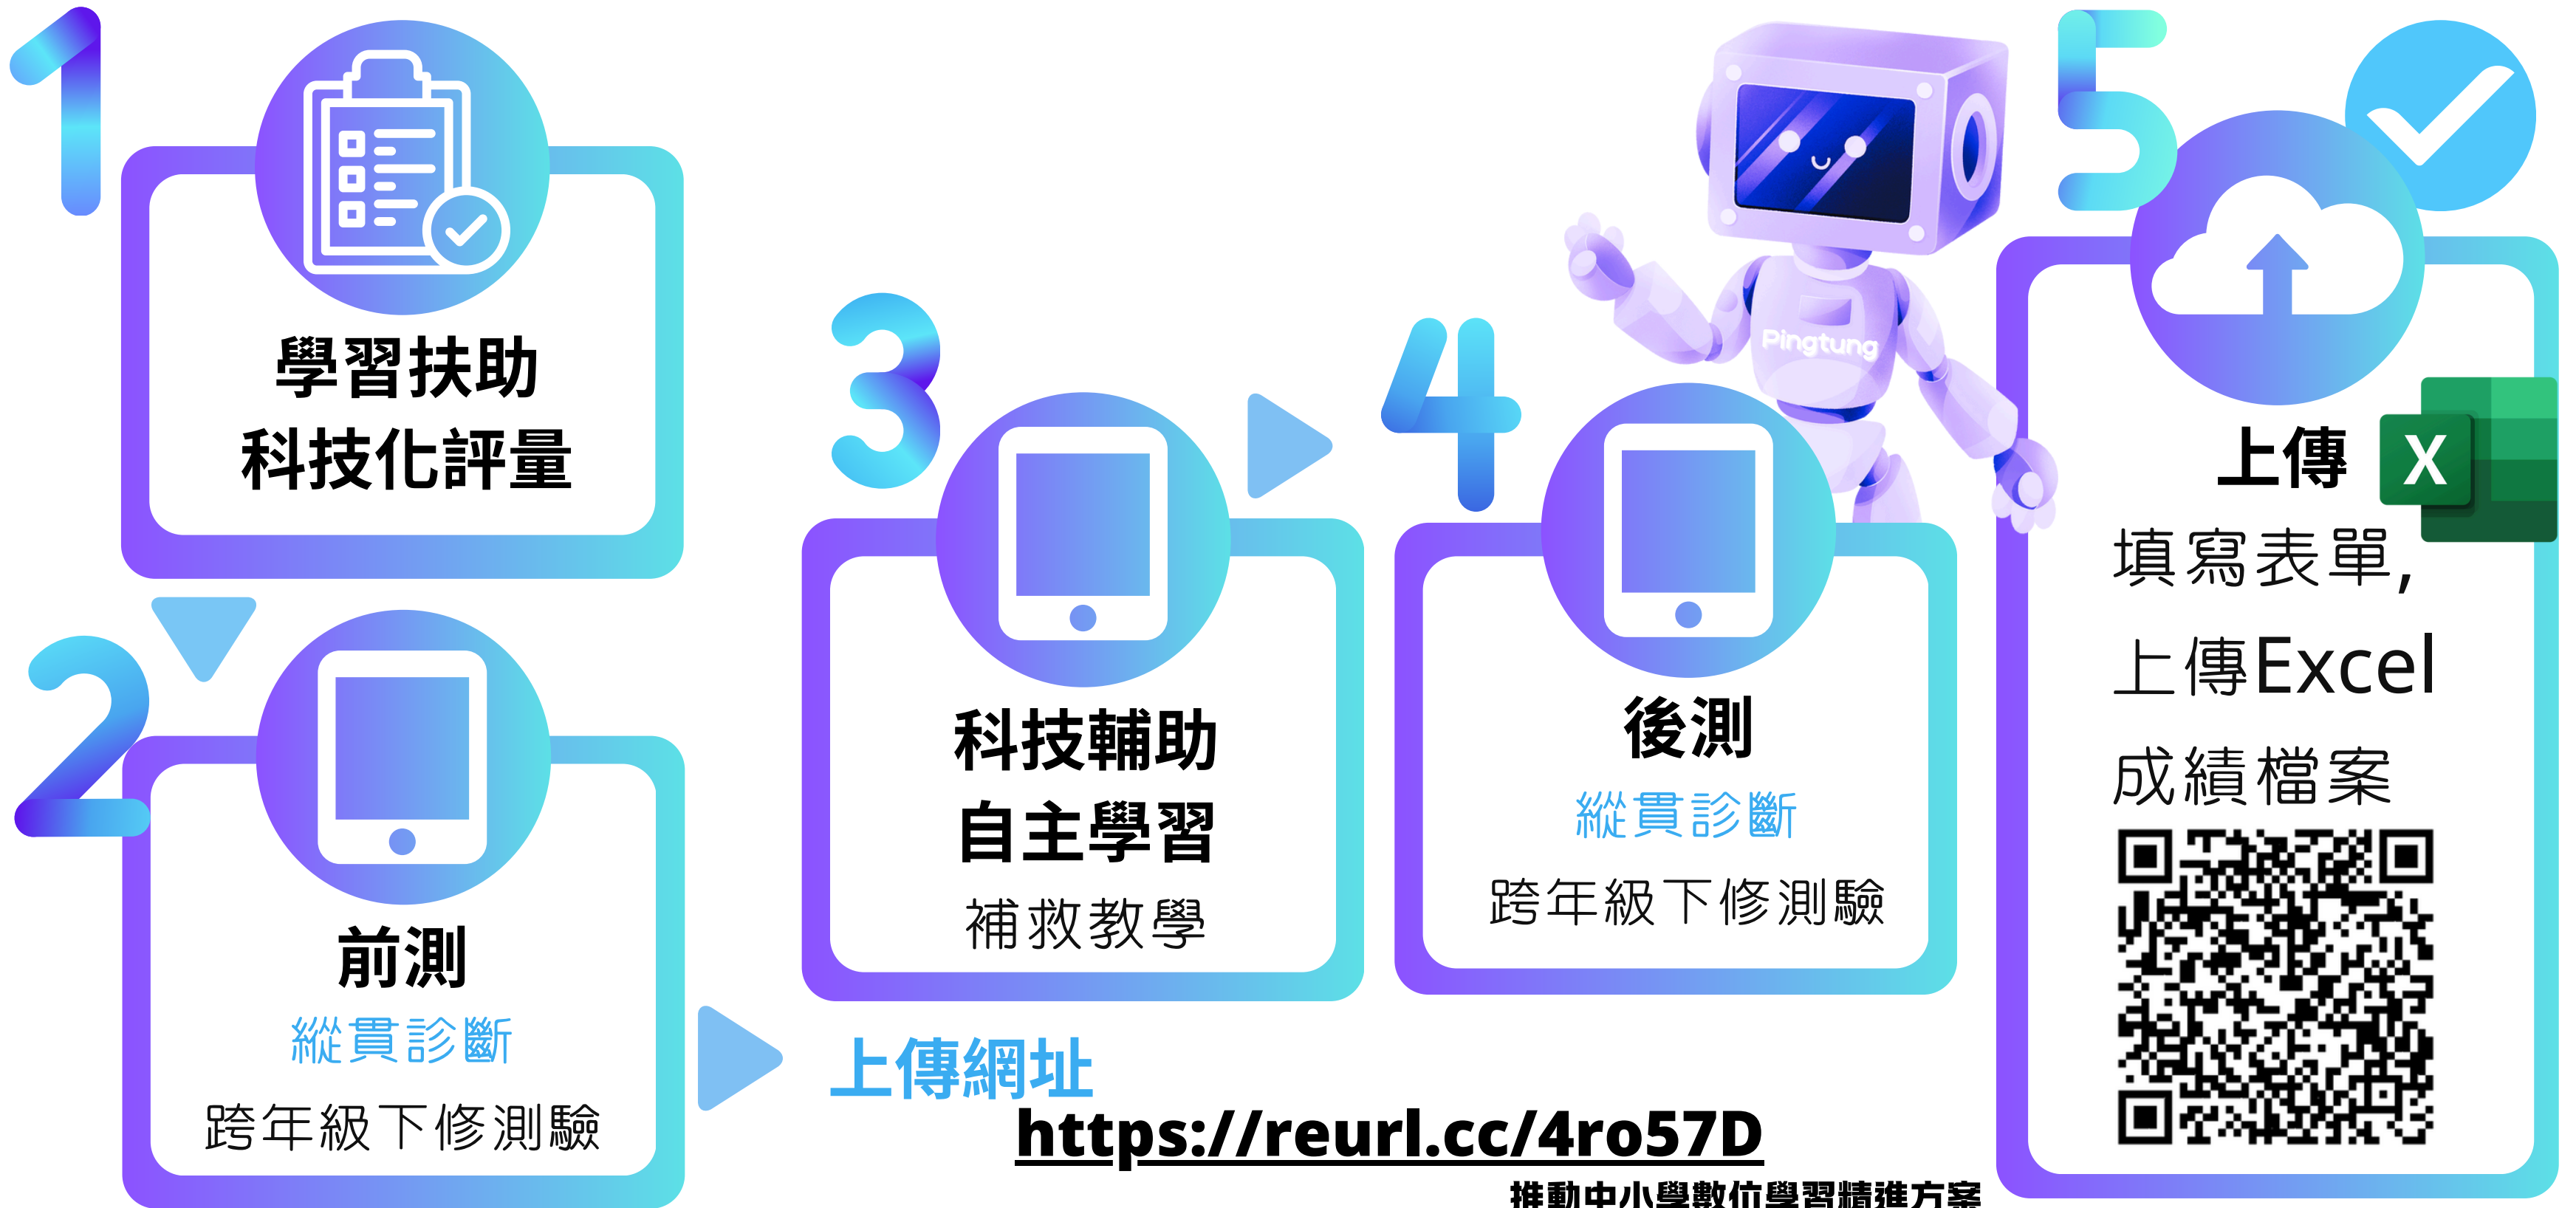 1
學習扶助
科技化評量
2
前測
縱貫診斷
跨年級下修測驗
3
科技輔助
自主學習
補救教學
4
後測
縱貫診斷
跨年級下修測驗
Pingtung
5
上傳
X
填寫表單,
上傳Excel
成績檔案
上傳網址
https://reurl.cc/4ro57D
推動中小學數位學習精進方案